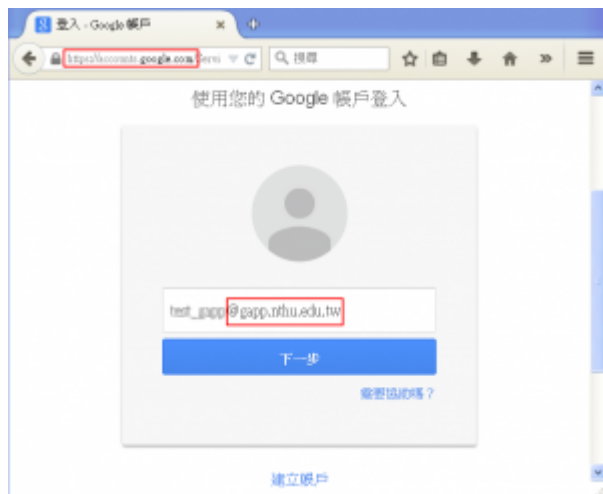 登入 - Google 帳戶
https://accounts.google.com/Servi
搜尋
使用您的 Google 帳戶登入
test_gapp@gapp.nthu.edu.tw
下一步
需要協助嗎？
建立帳戶